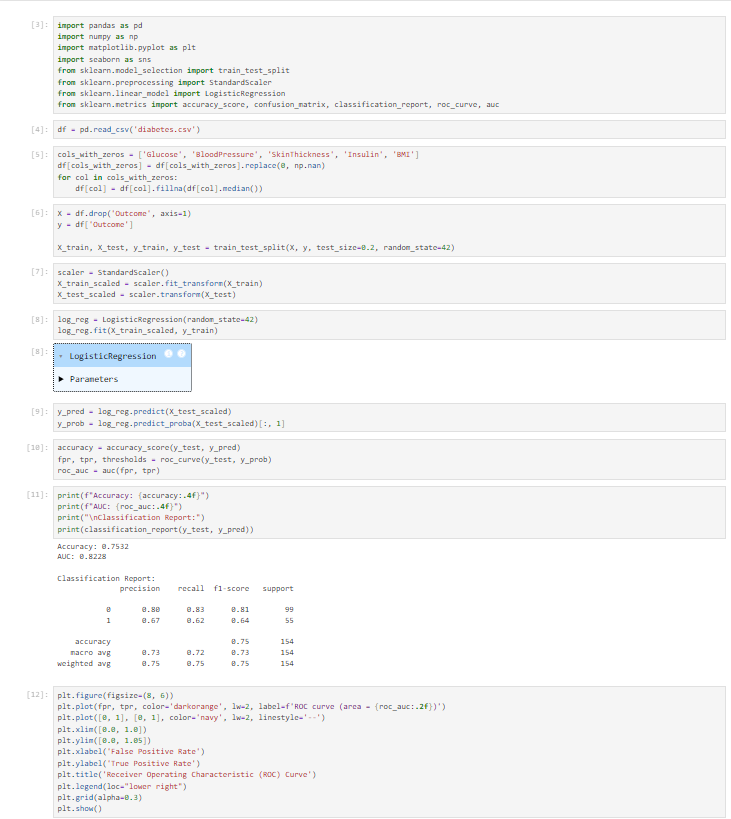 [3]:
import pandas as pd
import numpy as np
import matplotlib.pyplot as plt
import seaborn as sns
from sklearn.model_selection import train_test_split
from sklearn.preprocessing import StandardScaler
from sklearn.linear_model import LogisticRegression
from sklearn.metrics import accuracy_score, confusion_matrix, classification_report, roc_curve, auc
[4]:
df = pd.read_csv('diabetes.csv')
[5]:
cols_with_zeros = ['Glucose', 'BloodPressure', 'SkinThickness', 'Insulin', 'BMI']
df[cols_with_zeros] = df[cols_with_zeros].replace(0, np.nan)
for col in cols_with_zeros:
    df[col] = df[col].fillna(df[col].median())
[6]:
X = df.drop('Outcome', axis=1)
y = df['Outcome']
X_train, X_test, y_train, y_test = train_test_split(X, y, test_size=0.2, random_state=42)
[7]:
scaler = StandardScaler()
X_train_scaled = scaler.fit_transform(X_train)
X_test_scaled = scaler.transform(X_test)
[8]:
log_reg = LogisticRegression(random_state=42)
log_reg.fit(X_train_scaled, y_train)
[8]:
LogisticRegression
▶ Parameters
[9]:
y_pred = log_reg.predict(X_test_scaled)
y_prob = log_reg.predict_proba(X_test_scaled)[:, 1]
[10]:
accuracy = accuracy_score(y_test, y_pred)
fpr, tpr, thresholds = roc_curve(y_test, y_prob)
roc_auc = auc(fpr, tpr)
[11]:
print(f"Accuracy: {accuracy:.4f}")
print(f"AUC: {roc_auc:.4f}")
print("\nClassification Report:")
print(classification_report(y_test, y_pred))
Accuracy: 0.7532
AUC: 0.8228
Classification Report:
precision recall f1-score support
0 0.80 0.83 0.81 99
1 0.67 0.62 0.64 55
accuracy 0.75 154
macro avg 0.73 0.72 0.73 154
weighted avg 0.75 0.75 0.75 154
[12]:
plt.figure(figsize=(8, 6))
plt.plot(fpr, tpr, color='darkorange', lw=2, label=f'ROC curve (area = {roc_auc:.2f})')
plt.plot([0, 1], [0, 1], color='navy', lw=2, linestyle='--')
plt.xlim([0.0, 1.0])
plt.ylim([0.0, 1.05])
plt.xlabel('False Positive Rate')
plt.ylabel('True Positive Rate')
plt.title('Receiver Operating Characteristic (ROC) Curve')
plt.legend(loc="lower right")
plt.grid(alpha=0.3)
plt.show()